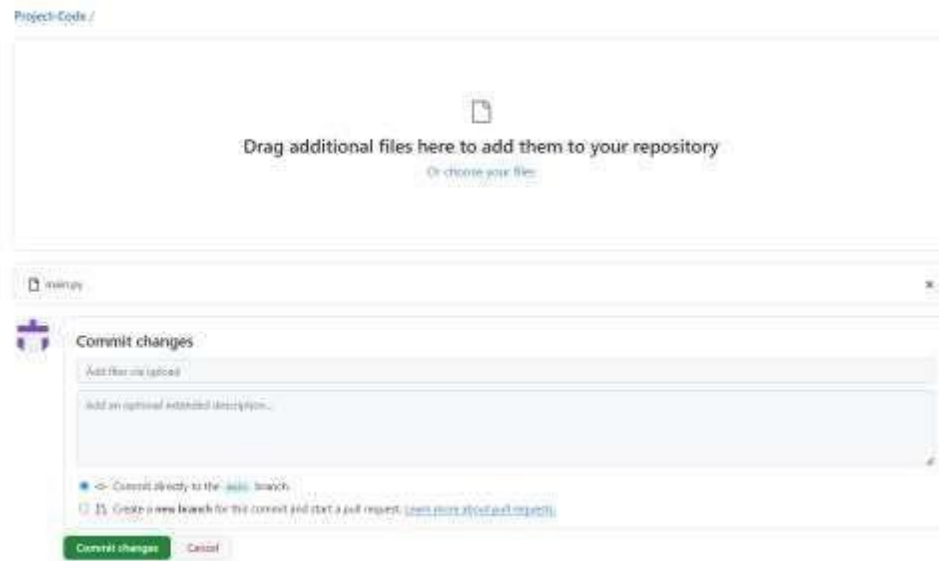 Project-Code /
Drag additional files here to add them to your repository
Or choose your files
main.py
Commit changes
Add files via upload
Add an optional extended description...
Commit directly to the main branch.
Create a new branch for this commit and start a pull request. Learn more about pull requests.
Commit changes
Cancel